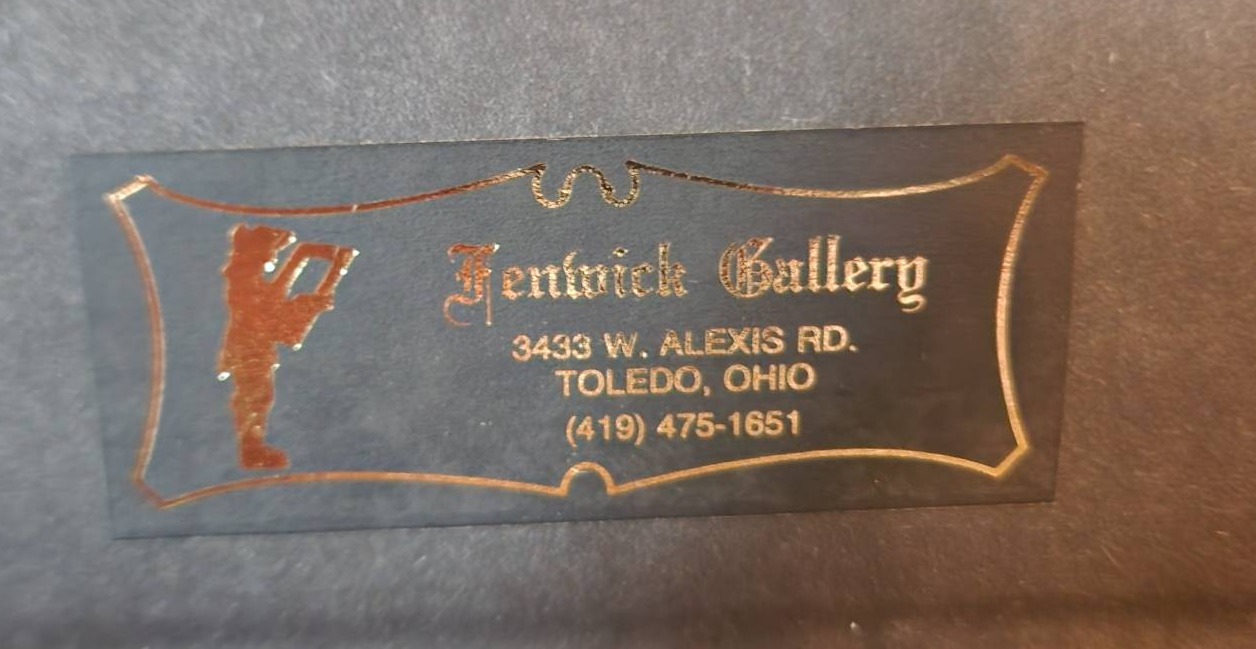 Fenwick Gallery
3433 W. ALEXIS RD.
TOLEDO, OHIO
(419) 475-1651